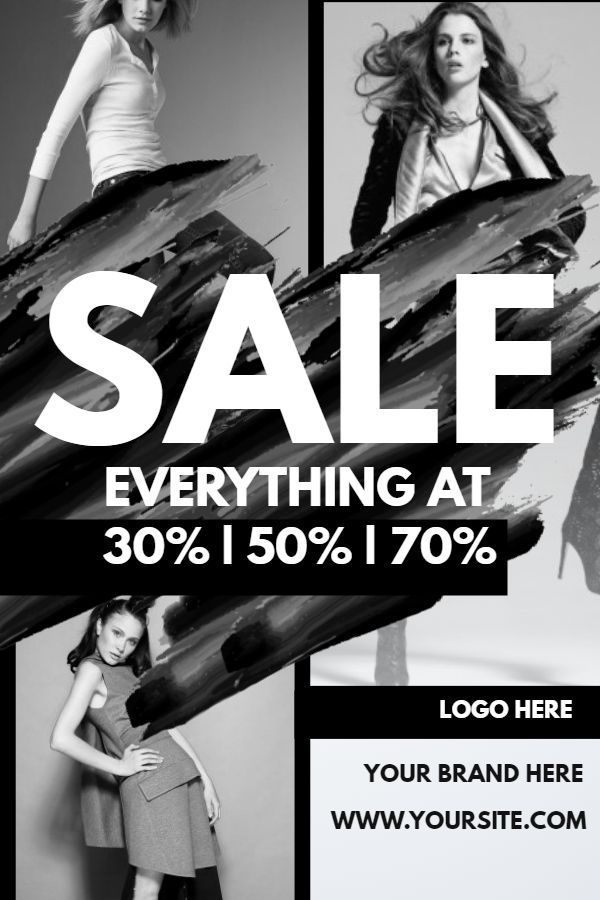 SALE
EVERYTHING AT
30% | 50% | 70%
LOGO HERE
YOUR BRAND HERE
WWW.YOURSITE.COM